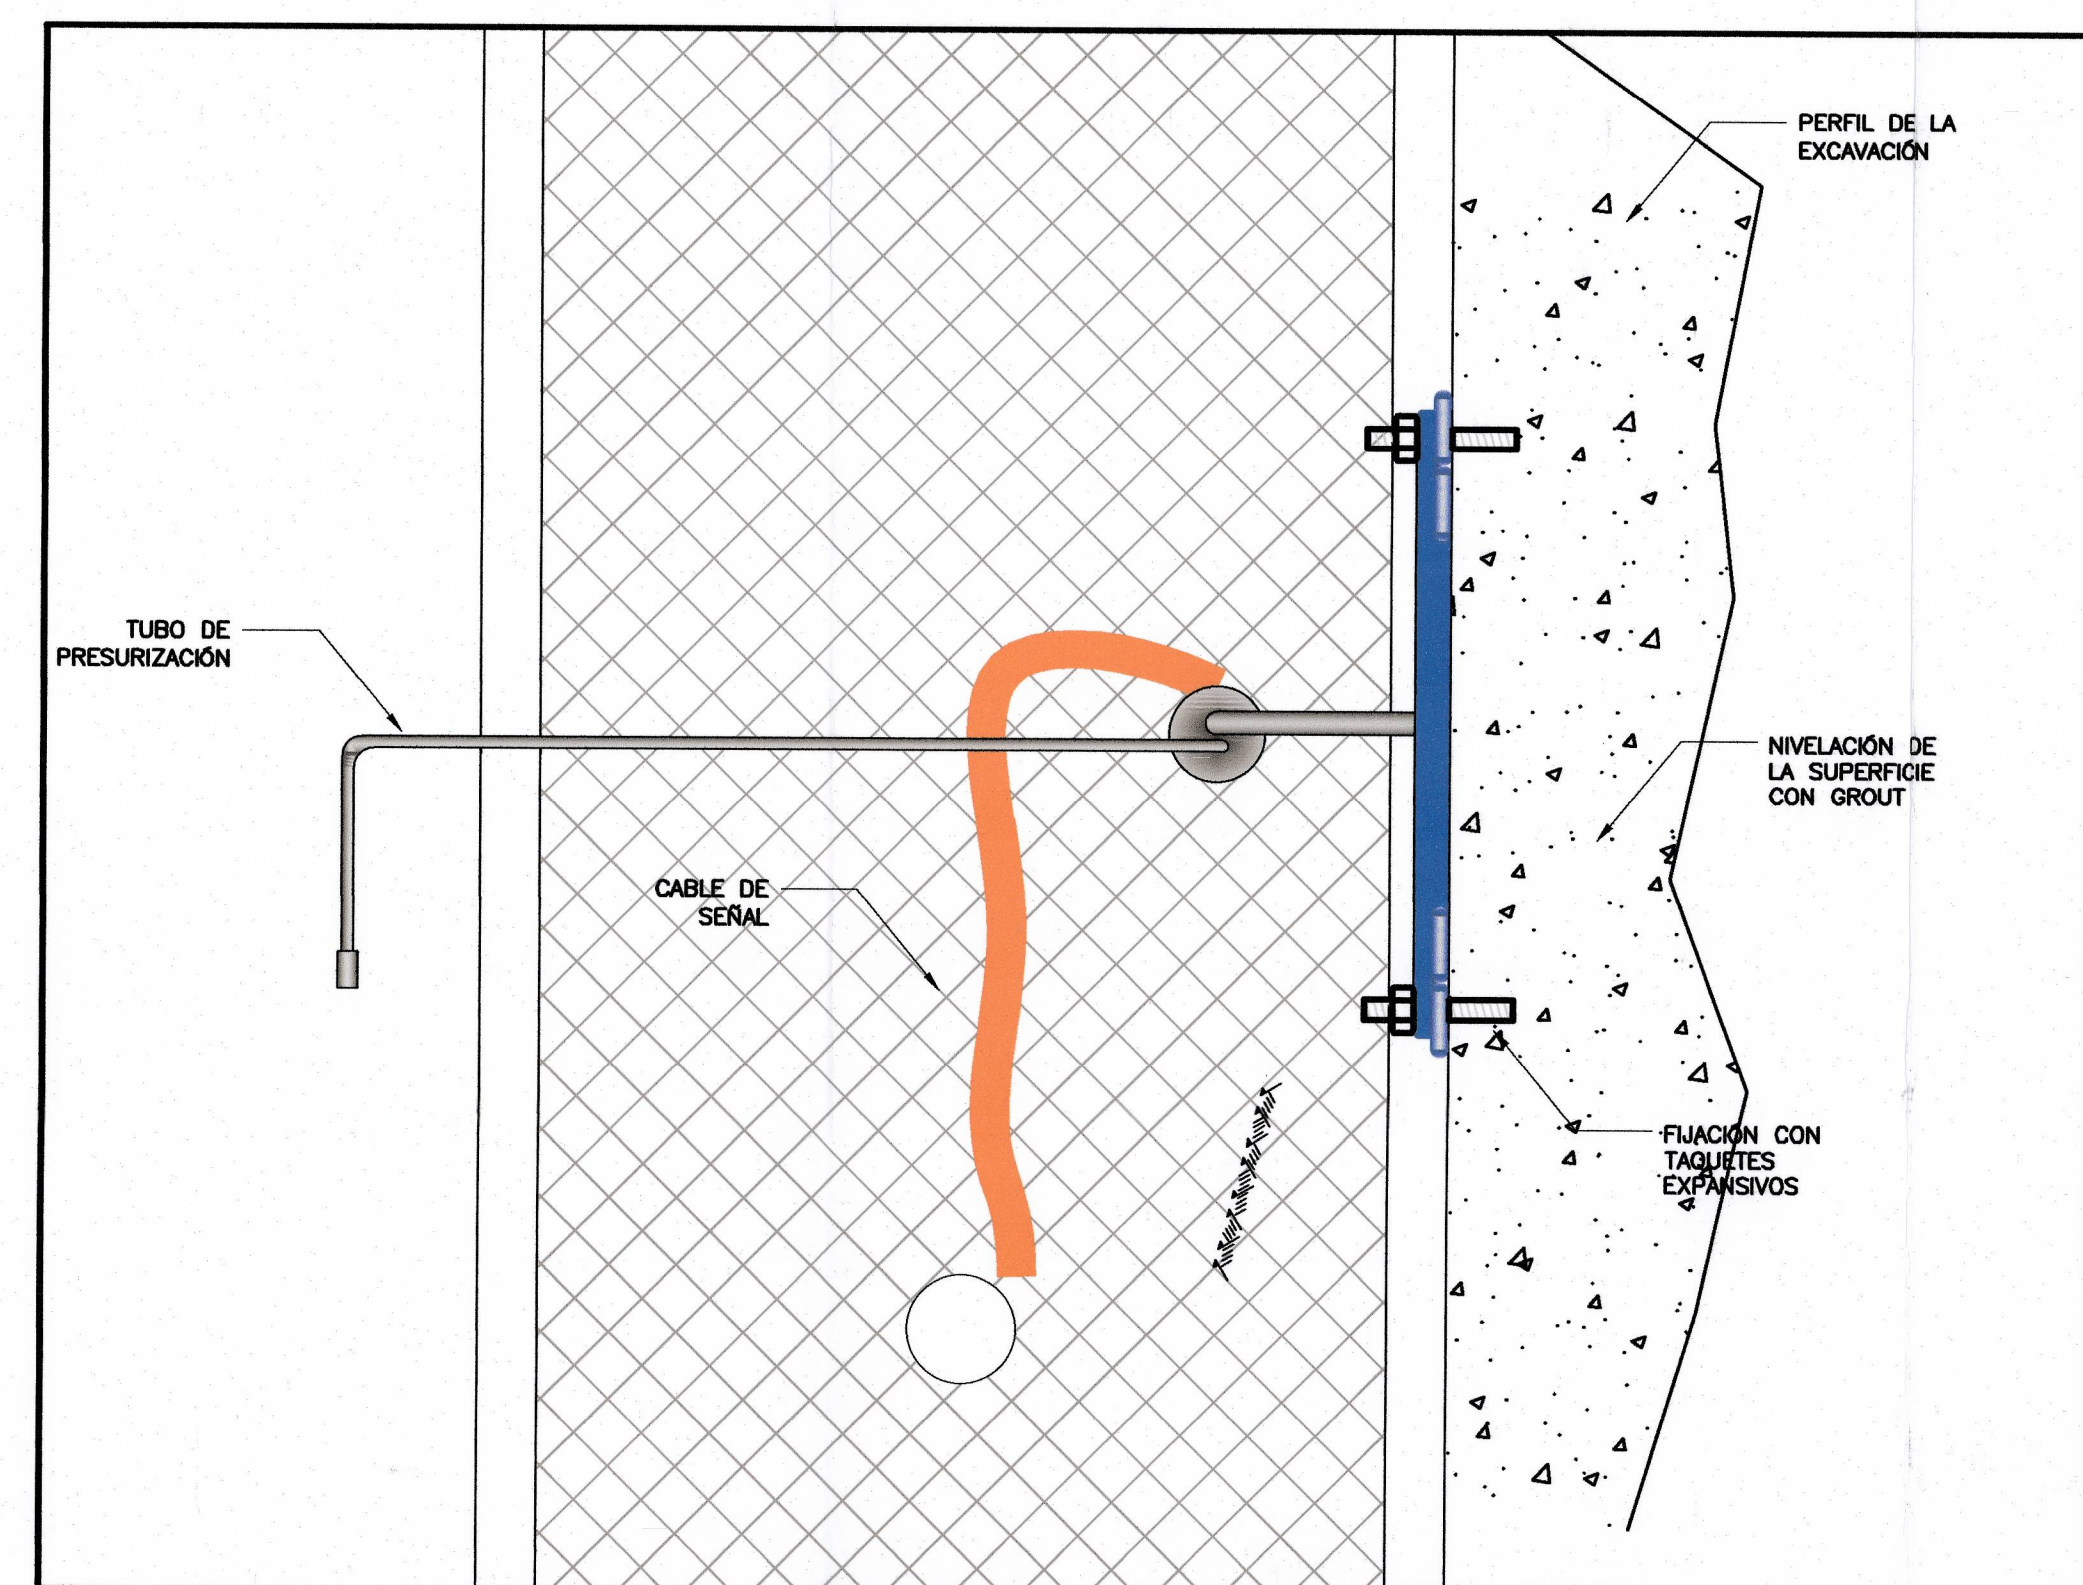 PERFIL DE LA
EXCAVACIÓN
TUBO DE
PRESURIZACIÓN
NIVELACIÓN DE
LA SUPERFICIE
CON GROUT
CABLE DE
SEÑAL
FIJACIÓN CON
TAQUETES
EXPANSIVOS